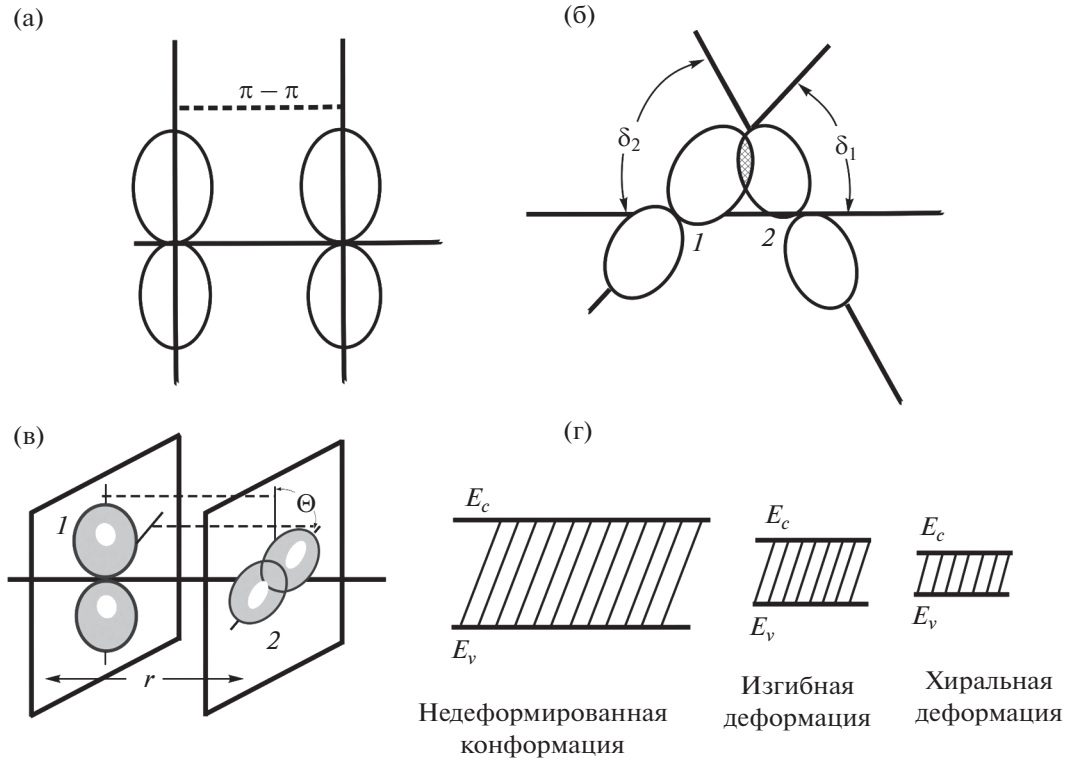 (а)
π – π
(б)
δ2
δ1
1
2
(в)
1
Θ
2
r
(г)
Ec
Ev
Недеформированная
конформация
Ec
Ev
Изгибная
деформация
Ec
Ev
Хиральная
деформация